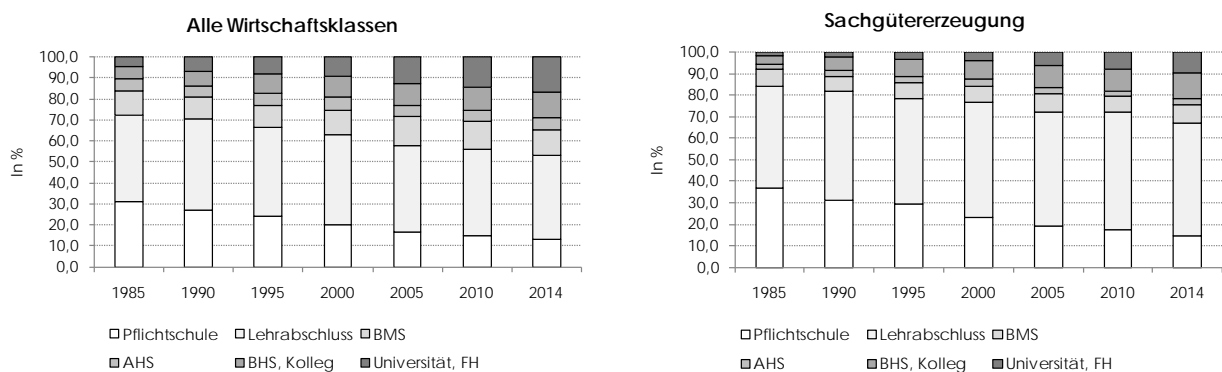 Alle Wirtschaftsklassen
In %
100,0
90,0
80,0
70,0
60,0
50,0
40,0
30,0
20,0
10,0
0,0
1985 1990 1995 2000 2005 2010 2014
Pflichtschule Lehrabschluss BMS
AHS BHS, Kolleg Universität, FH
Sachgütererzeugung
In %
100,0
90,0
80,0
70,0
60,0
50,0
40,0
30,0
20,0
10,0
0,0
1985 1990 1995 2000 2005 2010 2014
Pflichtschule Lehrabschluss BMS
AHS BHS, Kolleg Universität, FH